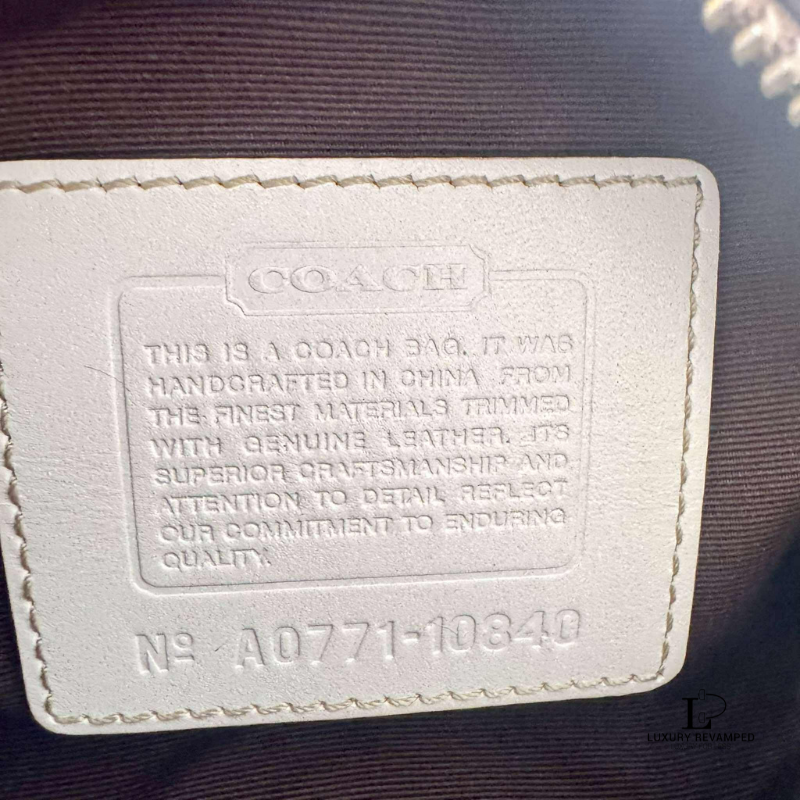 COACH
THIS IS A COACH BAG. IT WAS
HANDCRAFTED IN CHINA FROM
THE FINEST MATERIALS TRIMMED
WITH GENUINE LEATHER. ITS
SUPERIOR CRAFTSMANSHIP AND
ATTENTION TO DETAIL REFLECT
OUR COMMITMENT TO ENDURING
QUALITY.
Nº A0771-10840
LP
LUXURY REVAMPED